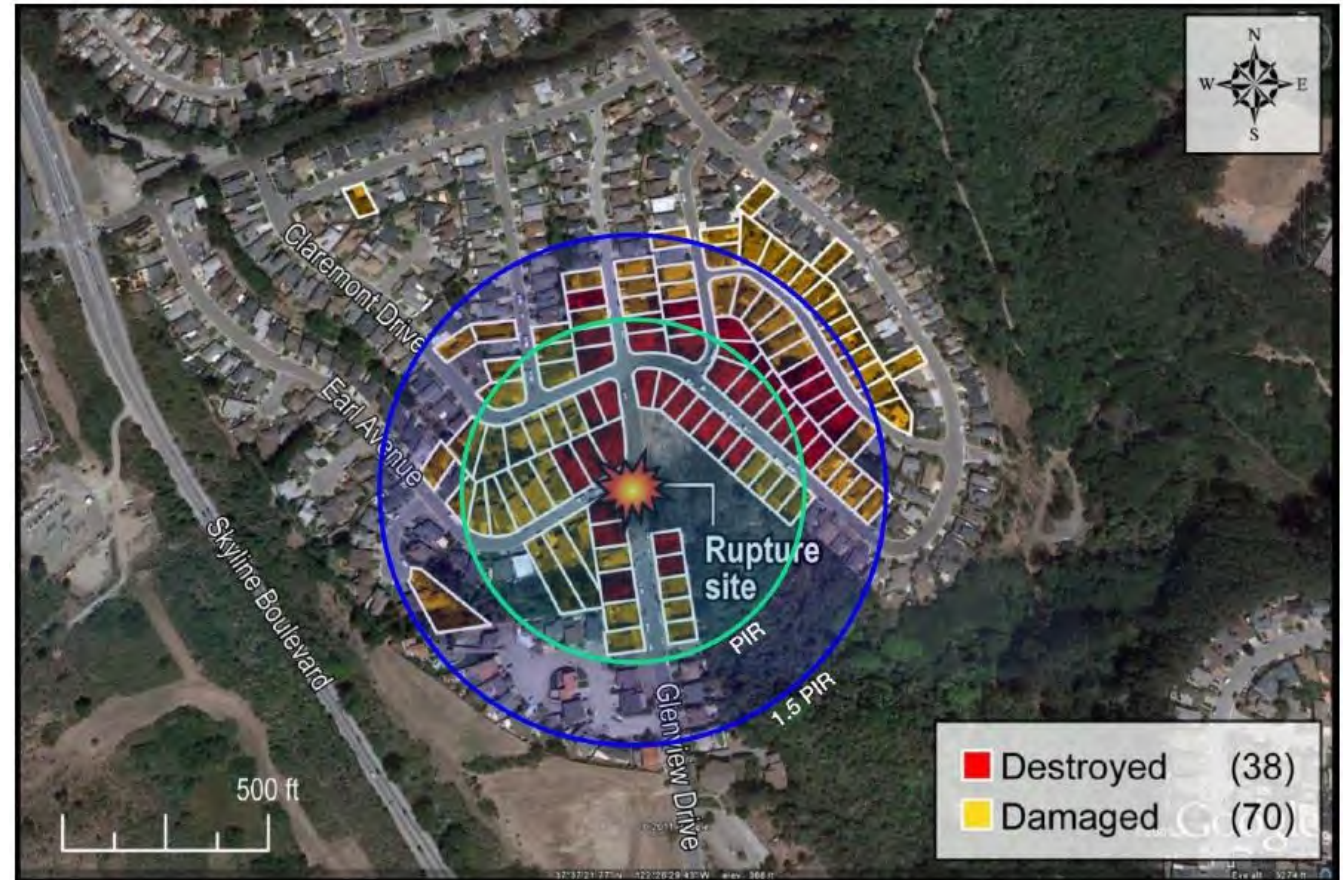 N
W E
S
Claremont Drive
Earl Avenue
Skyline Boulevard
Rupture
site
PIR
1.5 PIR
Glenview Drive
500 ft
Destroyed (38)
Damaged (70)
Google